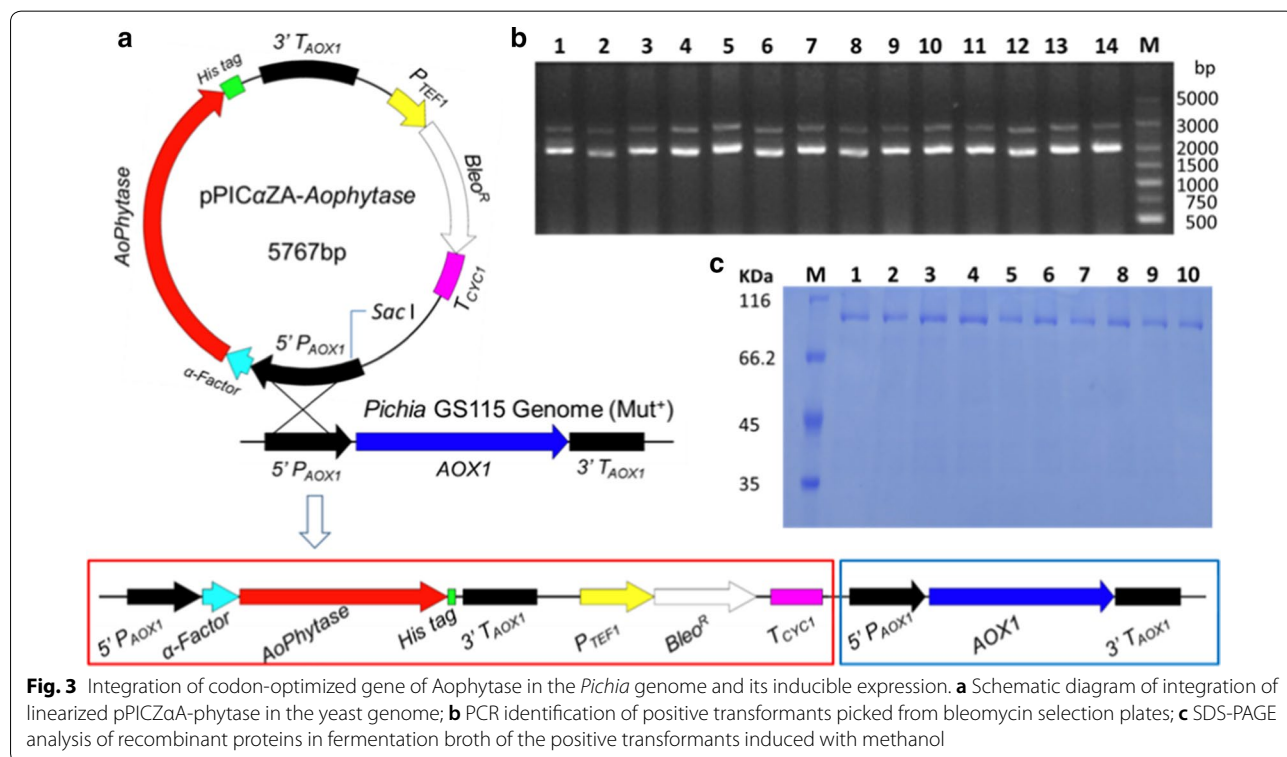 a
3' TAOX1
His tag
PTEF1
BleoR
AoPhytase
pPICαZA-Aophytase
5767bp
TCYC1
Sac I
5' PAOX1
α-Factor
Pichia GS115 Genome (Mut+)
5' PAOX1
AOX1
3' TAOX1
b
1 2 3 4 5 6 7 8 9 10 11 12 13 14 M
bp
5000
3000
2000
1500
1000
750
500
c
KDa M 1 2 3 4 5 6 7 8 9 10
116
66.2
45
35
5' PAOX1
α-Factor
AoPhytase
His tag
3' TAOX1
PTEF1
BleoR
TCYC1
5' PAOX1
AOX1
3' TAOX1
Fig. 3 Integration of codon-optimized gene of Aophytase in the Pichia genome and its inducible expression. a Schematic diagram of integration of
linearized pPICZαA-phytase in the yeast genome; b PCR identification of positive transformants picked from bleomycin selection plates; c SDS-PAGE
analysis of recombinant proteins in fermentation broth of the positive transformants induced with methanol